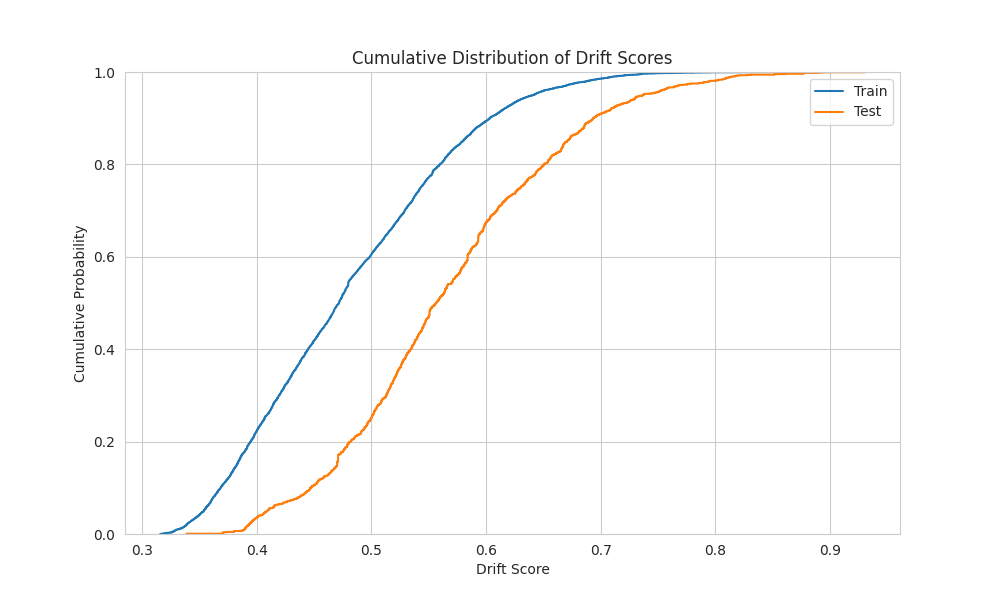 Cumulative Distribution of Drift Scores
Train
Test
Cumulative Probability
1.0
0.8
0.6
0.4
0.2
0.0
0.3 0.4 0.5 0.6 0.7 0.8 0.9
Drift Score